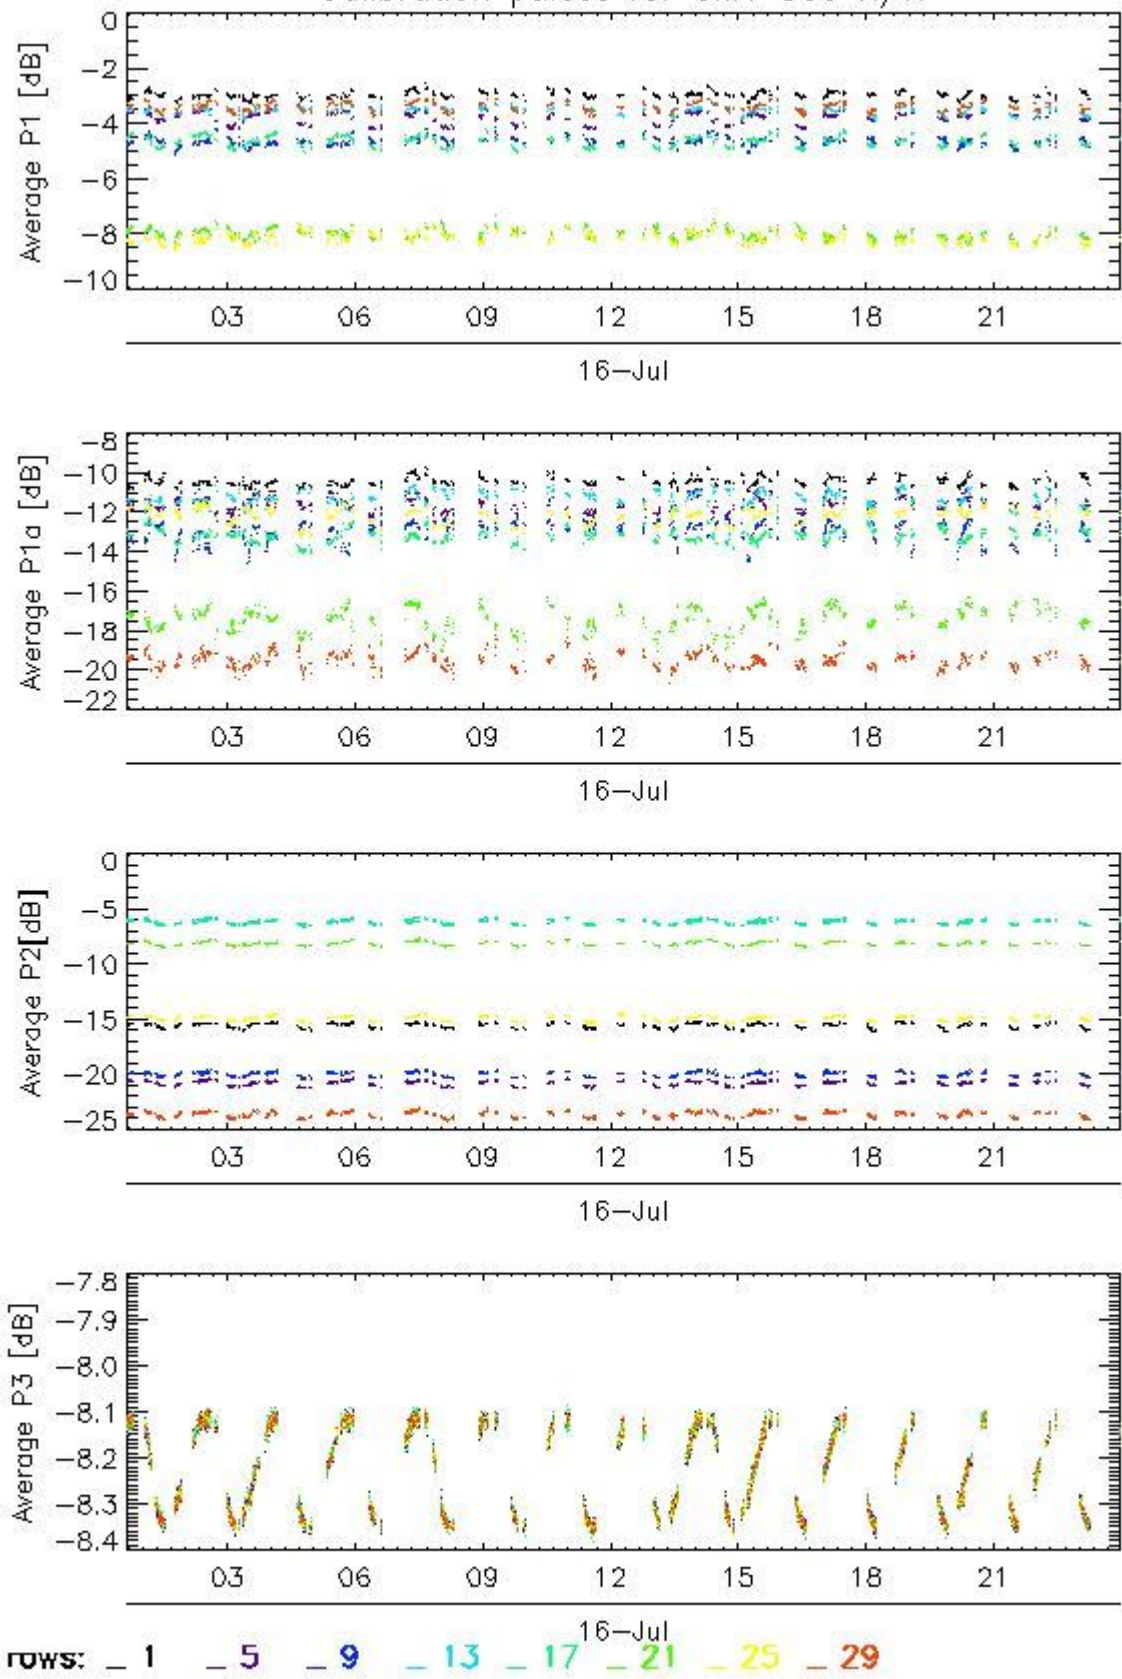 Average P1 [dB]
0
−2
−4
−6
−8
−10
03 06 09 12 15 18 21
16−Jul
Average P1a [dB]
−8
−10
−12
−14
−16
−18
−20
−22
03 06 09 12 15 18 21
16−Jul
Average P2[dB]
0
−5
−10
−15
−20
−25
03 06 09 12 15 18 21
16−Jul
Average P3 [dB]
−7.8
−7.9
−8.0
−8.1
−8.2
−8.3
−8.4
03 06 09 12 15 18 21
16−Jul
rows: _ 1 _ 5 _ 9 _ 13 _ 17 _ 21 _ 25 _ 29